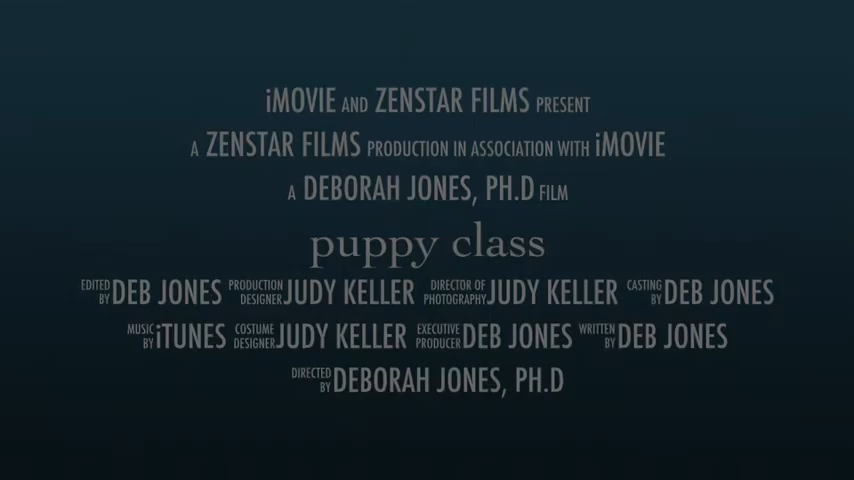 iMOVIE AND ZENSTAR FILMS PRESENT
A ZENSTAR FILMS PRODUCTION IN ASSOCIATION WITH iMOVIE
A DEBORAH JONES, PH.D FILM
puppy class
EDITED BY DEB JONES PRODUCTION DESIGNER JUDY KELLER DIRECTOR OF PHOTOGRAPHY JUDY KELLER CASTING BY DEB JONES
MUSIC BY iTUNES COSTUME DESIGNER JUDY KELLER EXECUTIVE PRODUCER DEB JONES WRITTEN BY DEB JONES
DIRECTED BY DEBORAH JONES, PH.D